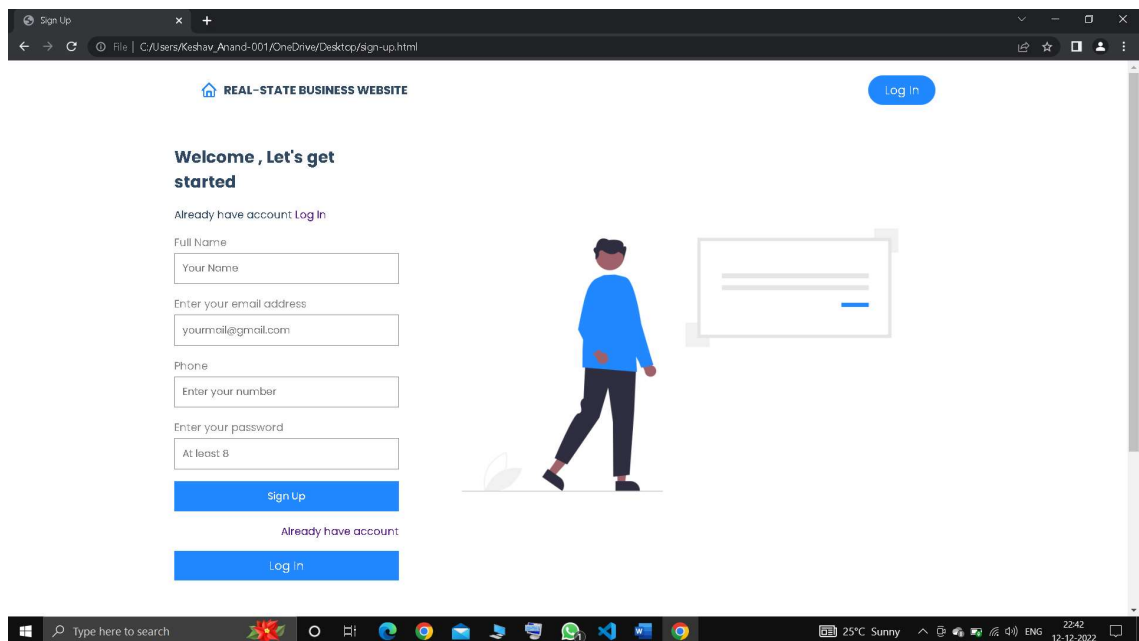 Sign Up
File | C:/Users/Keshav_Anand-001/OneDrive/Desktop/sign-up.html
REAL-STATE BUSINESS WEBSITE
Log In
Welcome , Let's get
started
Already have account Log In
Full Name
Your Name
Enter your email address
yourmail@gmail.com
Phone
Enter your number
Enter your password
At least 8
Sign Up
Already have account
Log In
Type here to search
25°C Sunny
ENG
22:42
12-12-2022